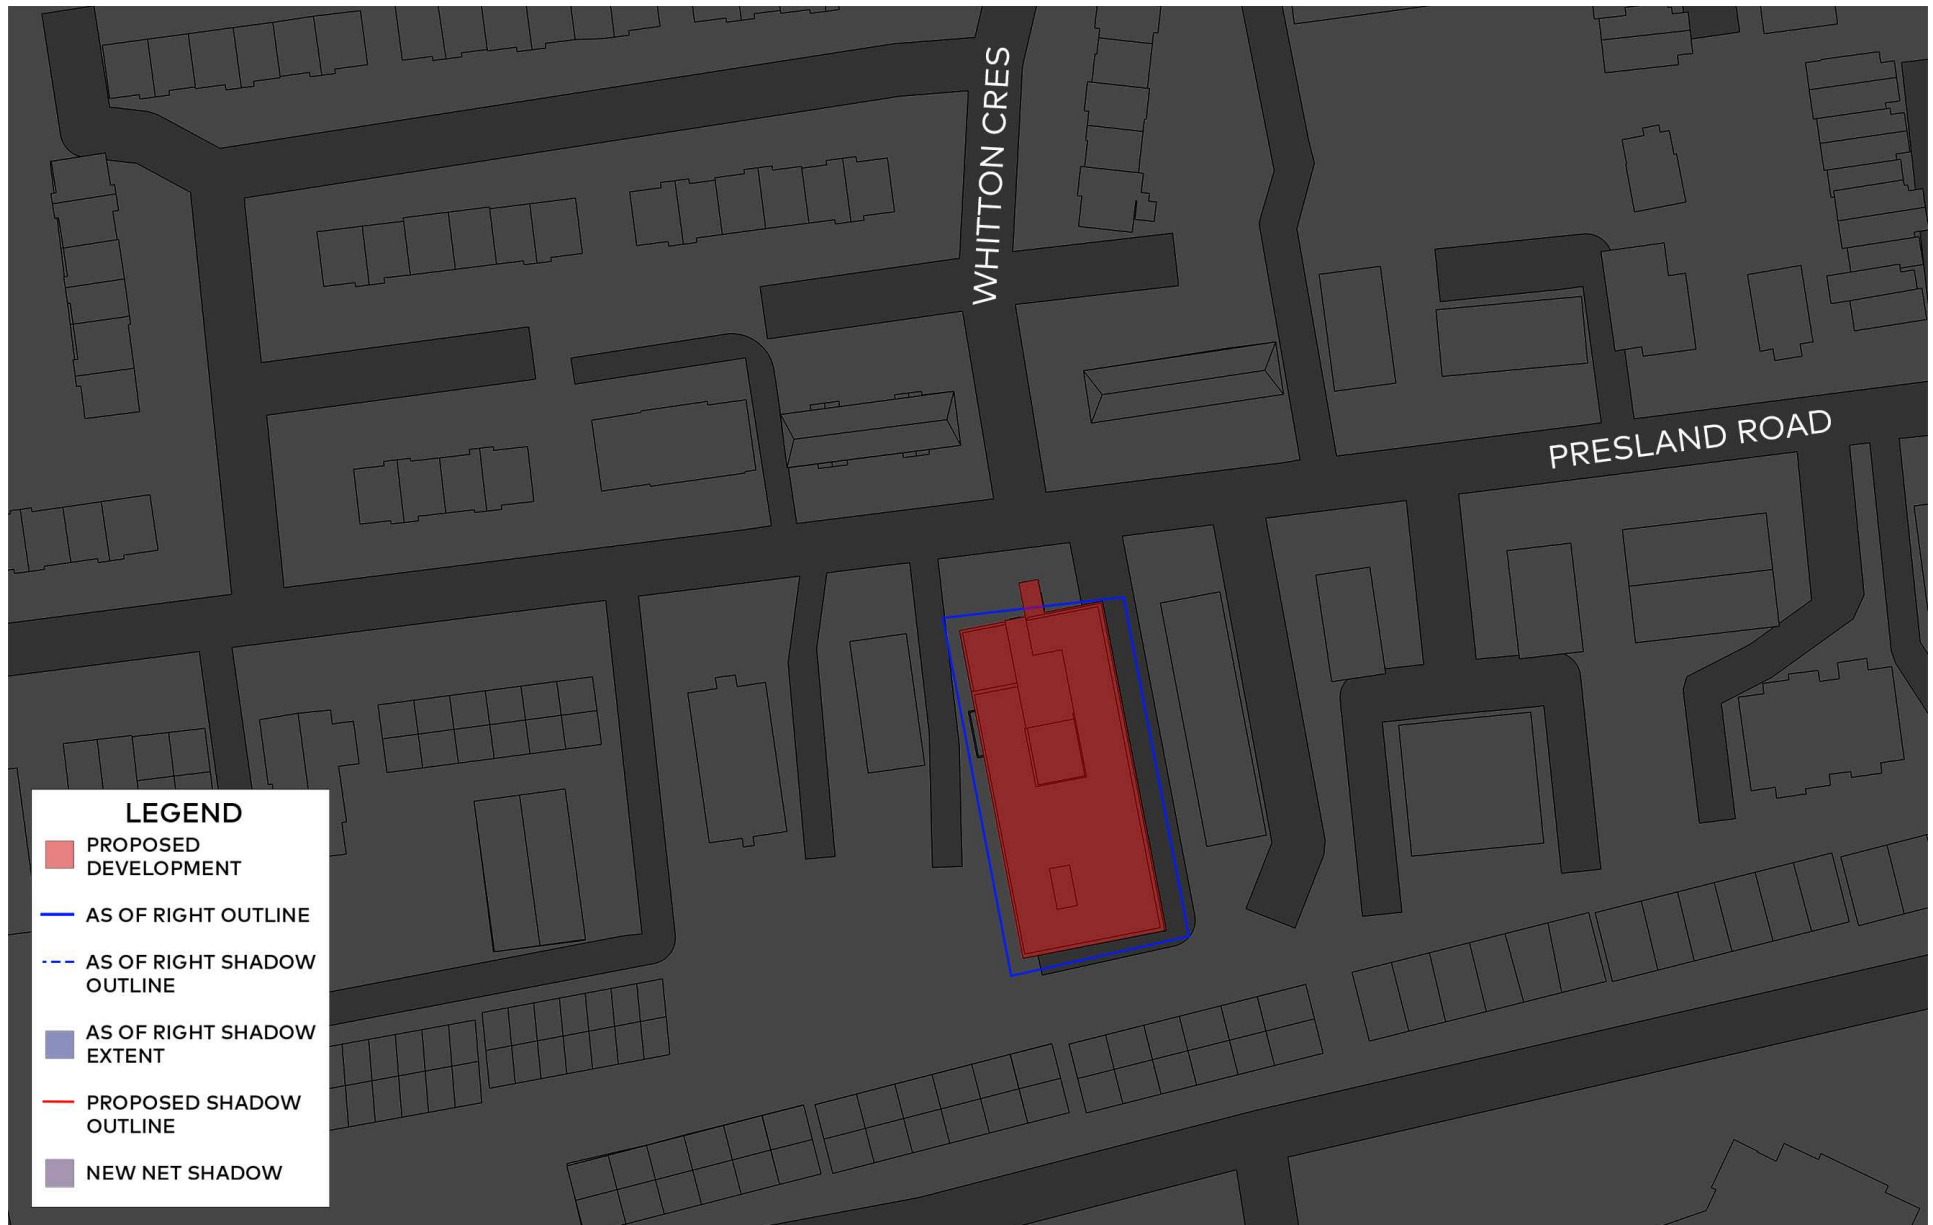 WHITTON CRES
PRESLAND ROAD
LEGEND
PROPOSED
DEVELOPMENT
AS OF RIGHT OUTLINE
AS OF RIGHT SHADOW
OUTLINE
AS OF RIGHT SHADOW
EXTENT
PROPOSED SHADOW
OUTLINE
NEW NET SHADOW